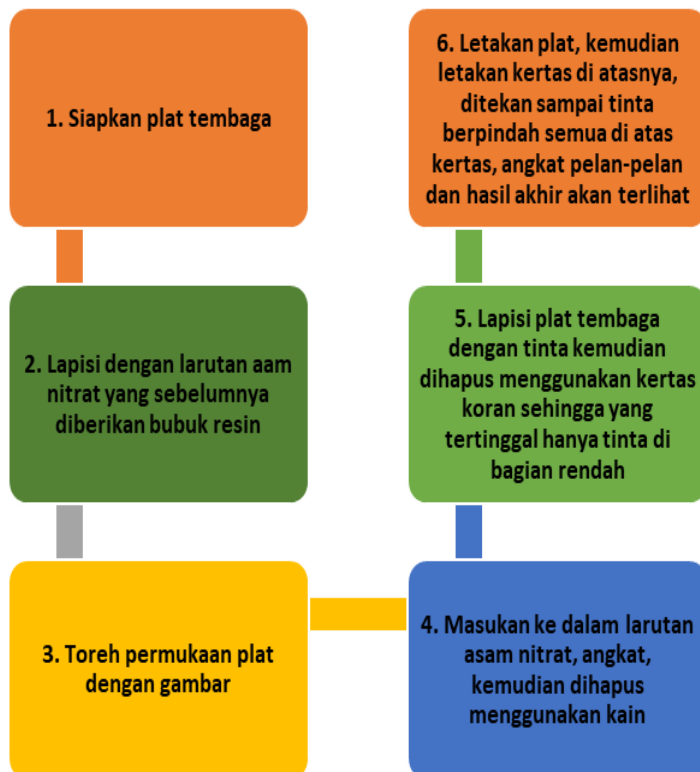 1. Siapkan plat tembaga
2. Lapisi dengan larutan aam
nitrat yang sebelumnya
diberikan bubuk resin
3. Toreh permukaan plat
dengan gambar
4. Masukan ke dalam larutan
asam nitrat, angkat,
kemudian dihapus
menggunakan kain
5. Lapisi plat tembaga
dengan tinta kemudian
dihapus menggunakan kertas
koran sehingga yang
tertinggal hanya tinta di
bagian rendah
6. Letakan plat, kemudian
letakan kertas di atasnya,
ditekan sampai tinta
berpindah semua di atas
kertas, angkat pelan-pelan
dan hasil akhir akan terlihat